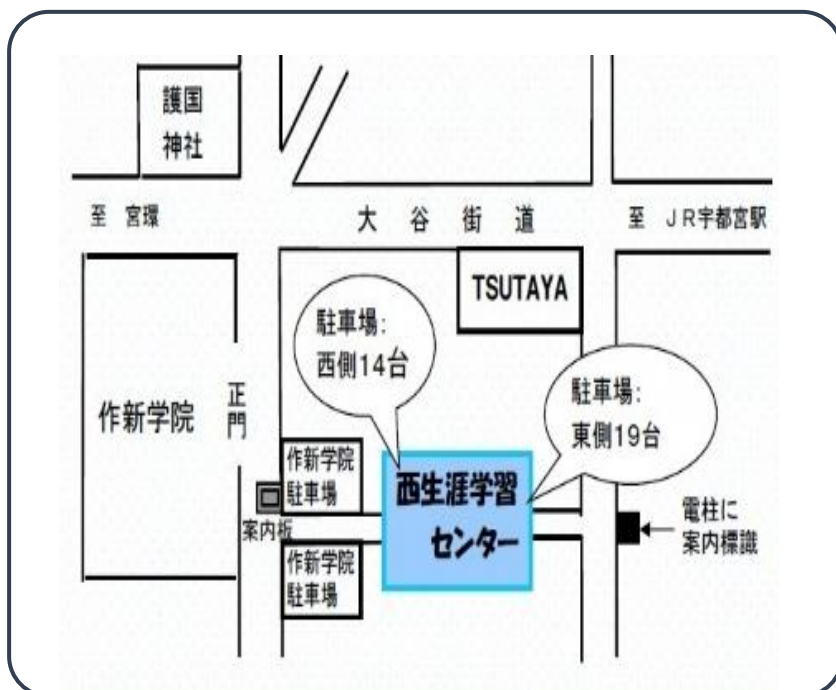 護国
神社
至 宮環
大谷街道
至 JR宇都宮駅
TSUTAYA
駐車場:
西側14台
駐車場:
東側19台
作新学院
正門
作新学院
駐車場
西生涯学習
センター
案内板
電柱に
案内標識
作新学院
駐車場